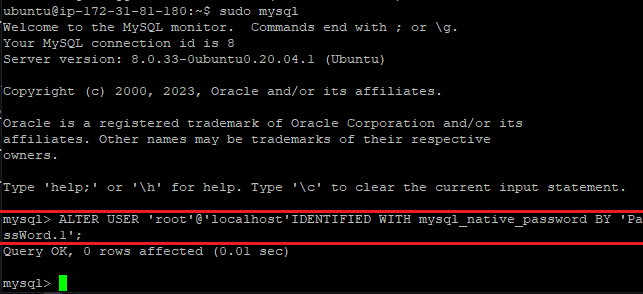 ubuntu@ip-172-31-81-180:~$ sudo mysql
Welcome to the MySQL monitor.  Commands end with ; or \g.
Your MySQL connection id is 8
Server version: 8.0.33-0ubuntu0.20.04.1 (Ubuntu)
Copyright (c) 2000, 2023, Oracle and/or its affiliates.
Oracle is a registered trademark of Oracle Corporation and/or its
affiliates. Other names may be trademarks of their respective
owners.
Type 'help;' or '\h' for help. Type '\c' to clear the current input statement.
mysql> ALTER USER 'root'@'localhost'IDENTIFIED WITH mysql_native_password BY 'Pa
ssWord.1';
Query OK, 0 rows affected (0.01 sec)
mysql>